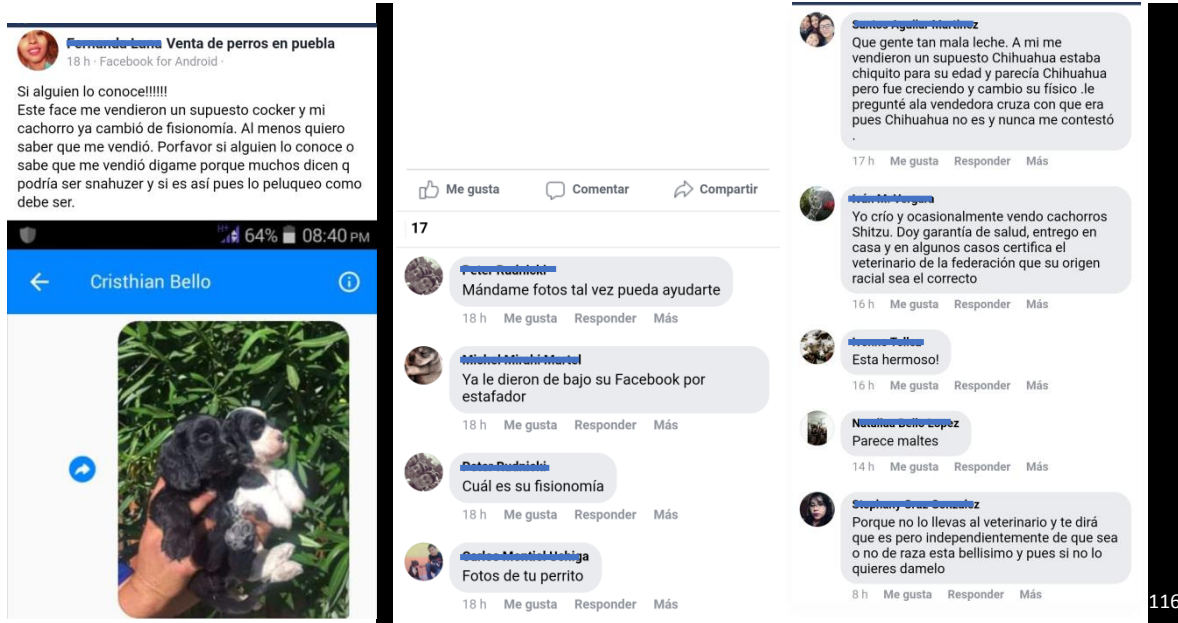 Venta de perros en puebla
18 h · Facebook for Android ·
Si alguien lo conoce!!!!!!
Este face me vendieron un supuesto cocker y mi
cachorro ya cambió de fisionomía. Al menos quiero
saber que me vendió. Porfavor si alguien lo conoce o
sabe que me vendió digame porque muchos dicen q
podría ser snahuzer y si es así pues lo peluqueo como
debe ser.
H+ 64% 08:40 PM
Cristhian Bello
Me gusta Comentar Compartir
17
Mándame fotos tal vez pueda ayudarte
18 h Me gusta Responder Más
Ya le dieron de bajo su Facebook por
estafador
18 h Me gusta Responder Más
Cuál es su fisionomía
18 h Me gusta Responder Más
Fotos de tu perrito
18 h Me gusta Responder Más
Que gente tan mala leche. A mi me
vendieron un supuesto Chihuahua estaba
chiquito para su edad y parecía Chihuahua
pero fue creciendo y cambio su físico .le
pregunté ala vendedora cruza con que era
pues Chihuahua no es y nunca me contestó
.
17 h Me gusta Responder Más
Yo crío y ocasionalmente vendo cachorros
Shitzu. Doy garantía de salud, entrego en
casa y en algunos casos certifica el
veterinario de la federación que su origen
racial sea el correcto
16 h Me gusta Responder Más
Esta hermoso!
16 h Me gusta Responder Más
Parece maltes
14 h Me gusta Responder Más
Porque no lo llevas al veterinario y te dirá
que es pero independientemente de que sea
o no de raza esta bellisimo y pues si no lo
quieres damelo
8 h Me gusta Responder Más
116